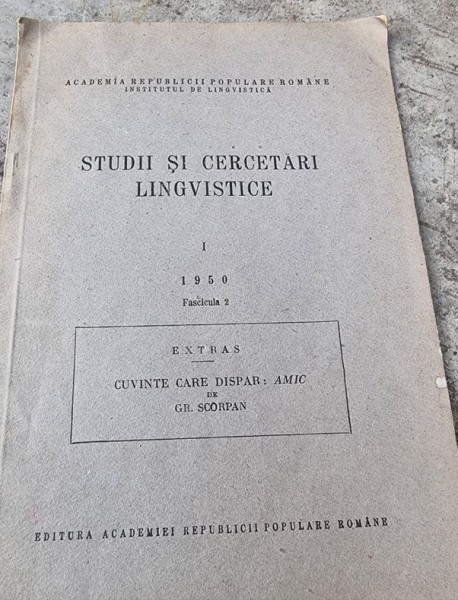 ACADEMIA REPUBLICII POPULARE ROMÂNE
INSTITUTUL DE LINGVISTICĂ
STUDII ȘI CERCETĂRI
LINGVISTICE
I
1950
Fascicula 2
EXTRAS
CUVINTE CARE DISPAR: AMIC
DE
GR. SCORPAN
EDITURA ACADEMIEI REPUBLICII POPULARE ROMÂNE